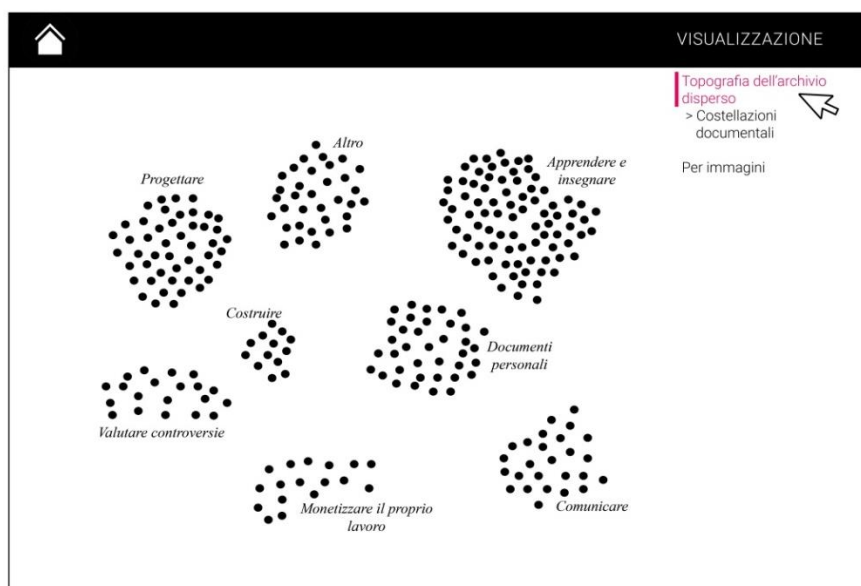 VISUALIZZAZIONE
Topografia dell'archivio
disperso
> Costellazioni
documentali
Per immagini
Altro
Progettare
Apprendere e
insegnare
Costruire
Documenti
personali
Valutare controversie
Monetizzare il proprio
lavoro
Comunicare